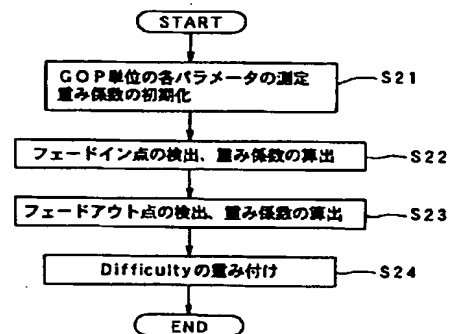 START
GOP単位の各パラメータの測定
重み係数の初期化
S21
フェードイン点の検出、重み係数の算出
S22
フェードアウト点の検出、重み係数の算出
S23
Difficultyの重み付け
S24
END